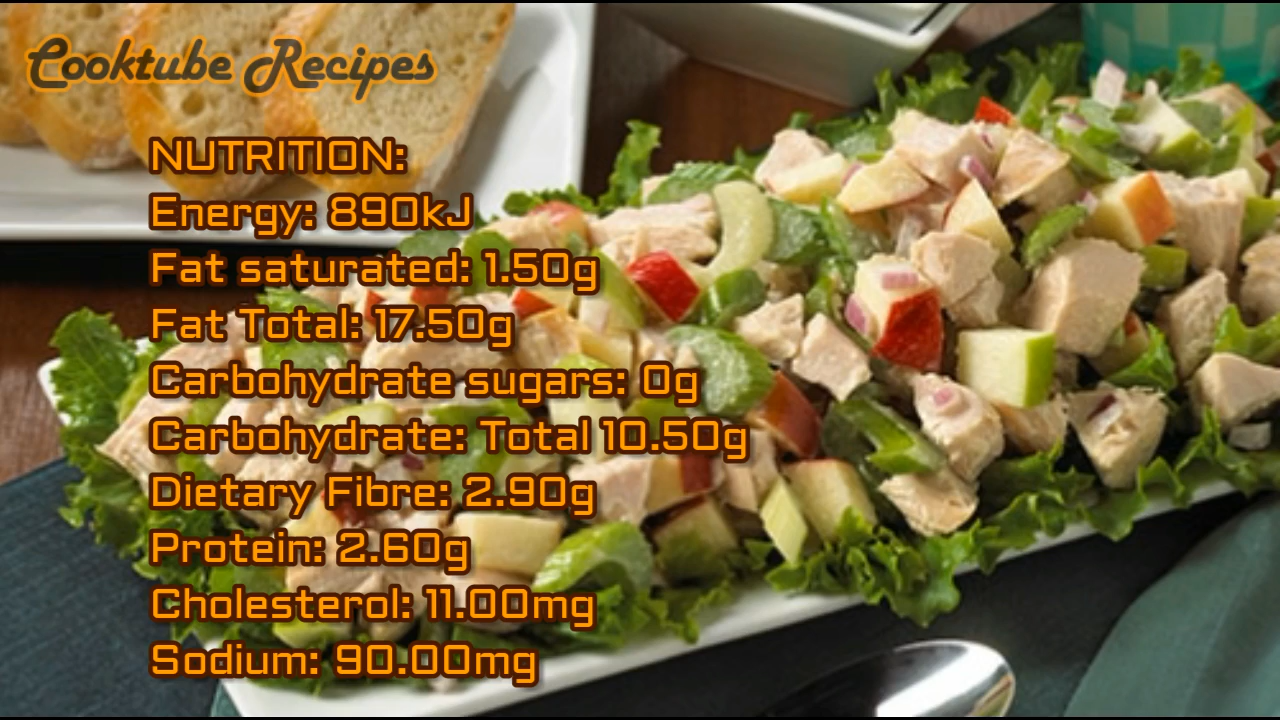 Cooktube Recipes
NUTRITION:
Energy: 890kJ
Fat saturated: 1.50g
Fat Total: 17.50g
Carbohydrate sugars: 0g
Carbohydrate: Total 10.50g
Dietary Fibre: 2.90g
Protein: 2.60g
Cholesterol: 11.00mg
Sodium: 90.00mg